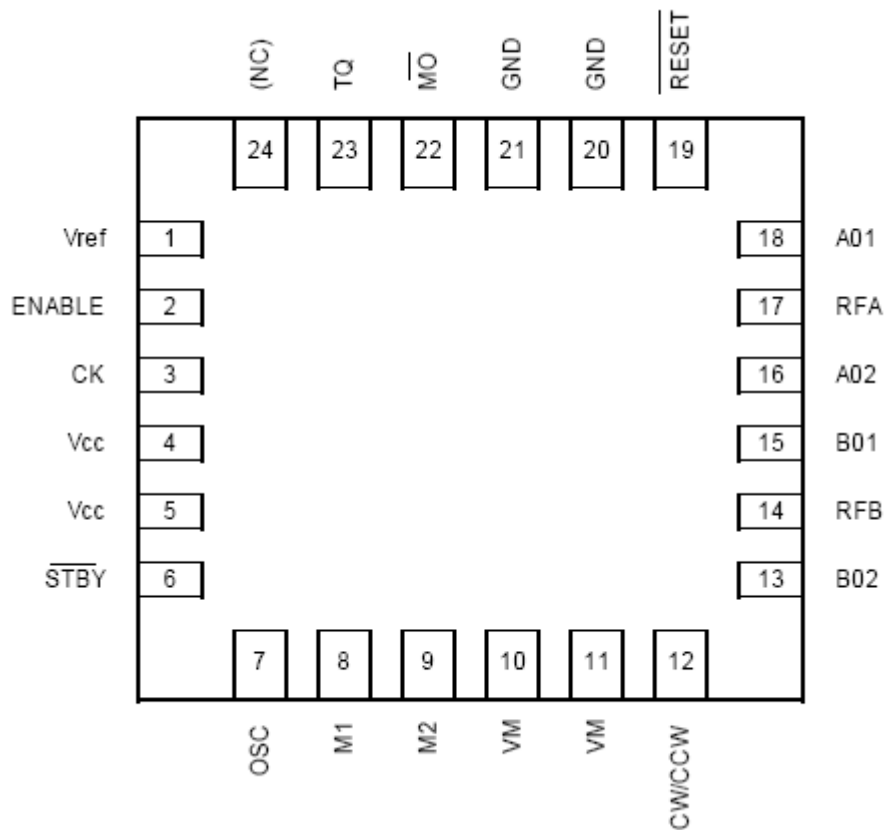 (NC)
TQ
MO
GND
GND
RESET
24 23 22 21 20 19
Vref 1 18 A01
ENABLE 2 17 RFA
CK 3 16 A02
Vcc 4 15 B01
Vcc 5 14 RFB
STBY 6 13 B02
7 8 9 10 11 12
OSC
M1
M2
VM
VM
CW/CCW